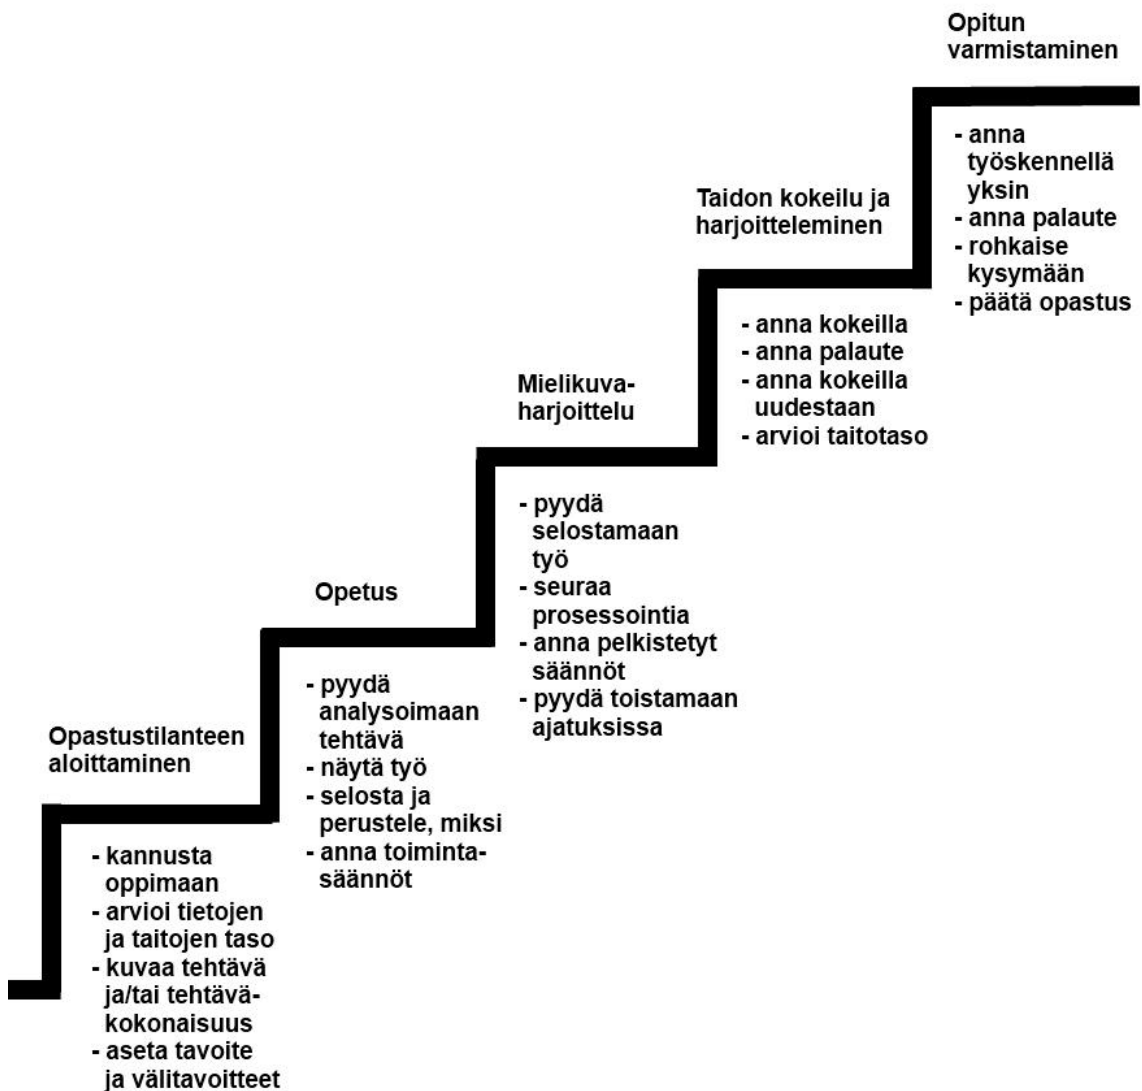 Opitun
varmistaminen
- anna
työskennellä
yksin
- anna palaute
- rohkaise
kysymään
- päätä opastus
Taidon kokeilu ja
harjoitteleminen
- anna kokeilla
- anna palaute
- anna kokeilla
uudestaan
- arvioi taitotaso
Mielikuva-
harjoittelu
- pyydä
selostamaan
työ
- seuraa
prosessointia
- anna pelkistetyt
säännöt
- pyydä toistamaan
ajatuksissa
Opetus
- pyydä
analysoimaan
tehtävä
- näytä työ
- selosta ja
perustele, miksi
- anna toiminta-
säännöt
Opastustilanteen
aloittaminen
- kannusta
oppimaan
- arvioi tietojen
ja taitojen taso
- kuvaa tehtävä
ja/tai tehtävä-
kokonaisuus
- aseta tavoite
ja välitavoitteet